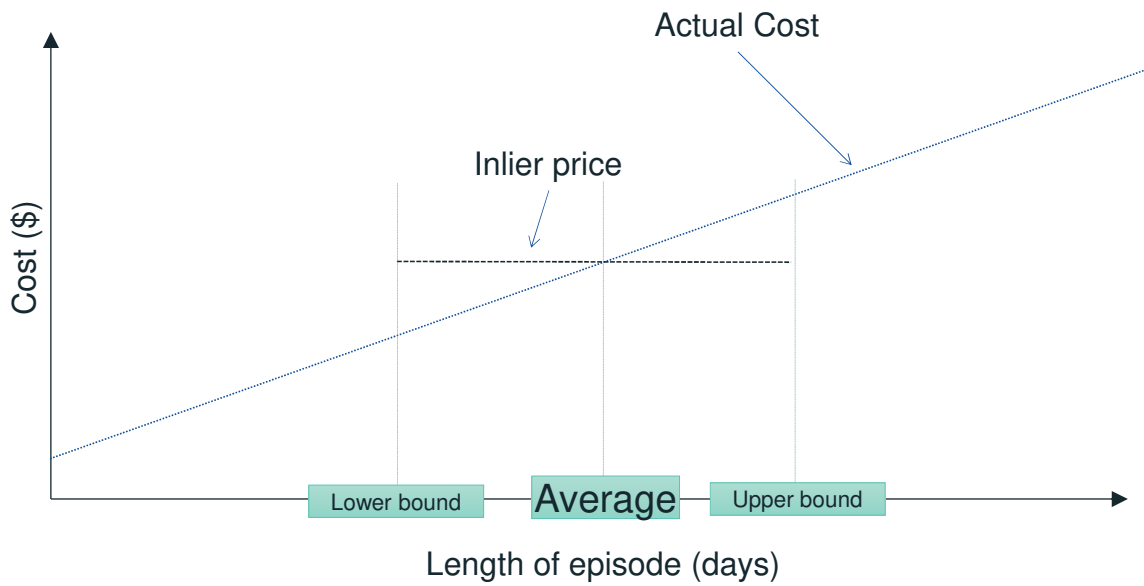 Actual Cost
Inlier price
Cost ($)
Lower bound
Average
Upper bound
Length of episode (days)